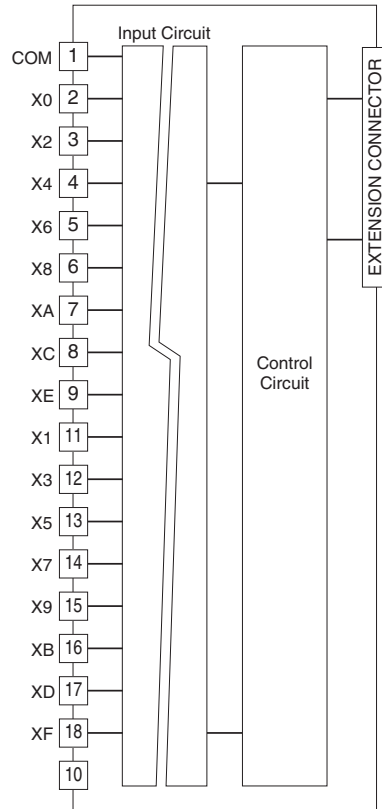 Input Circuit
COM 1
X0 2
X2 3
X4 4
X6 5
X8 6
XA 7
XC 8
XE 9
X1 11
X3 12
X5 13
X7 14
X9 15
XB 16
XD 17
XF 18
10
Control
Circuit
EXTENSION CONNECTOR